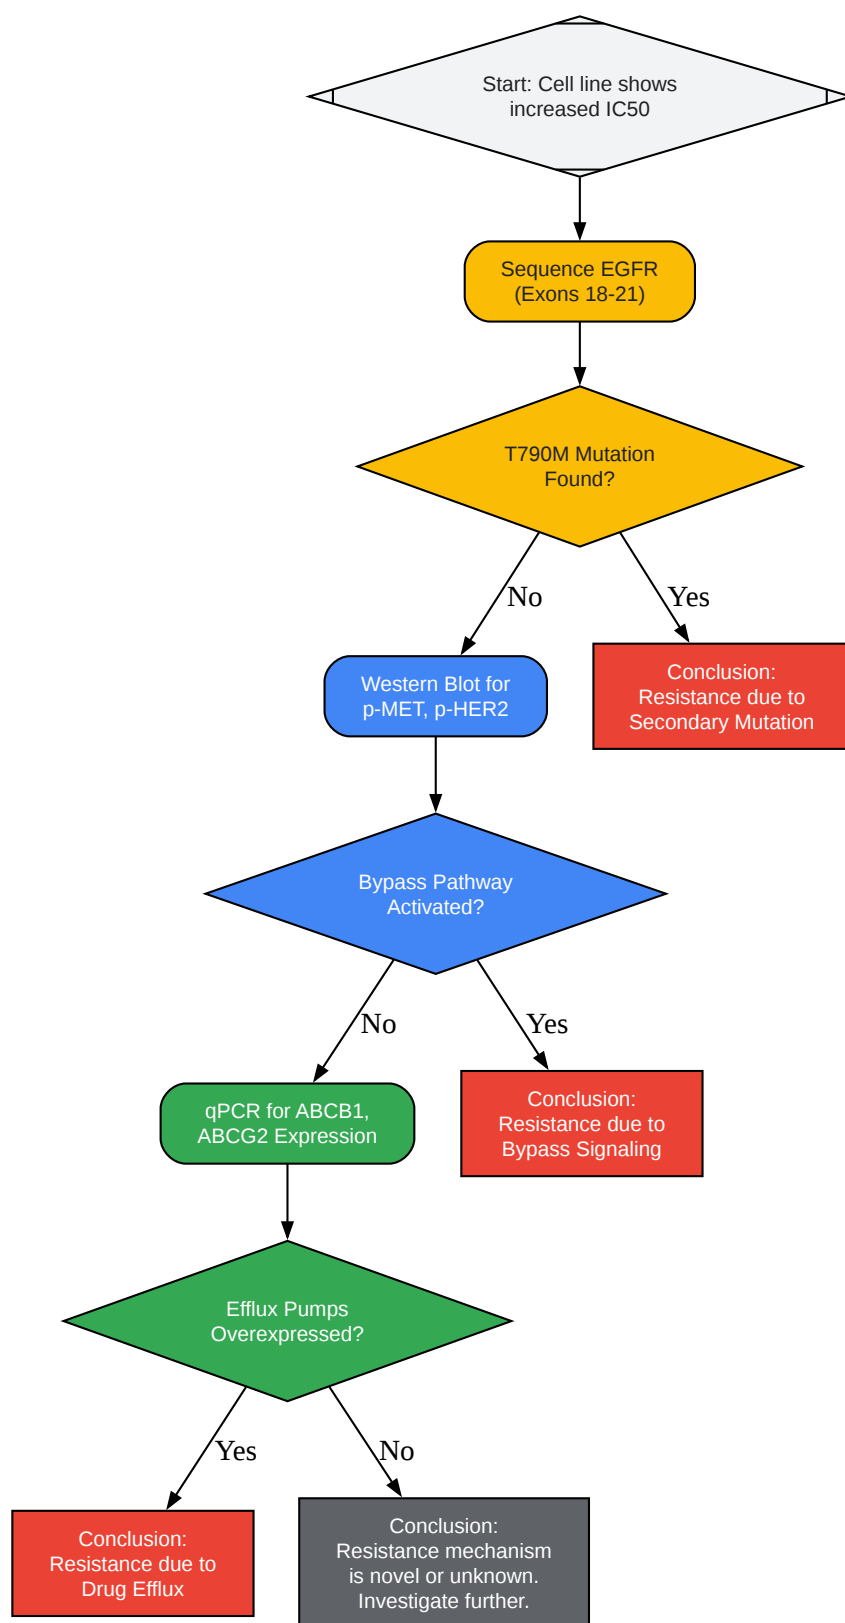 Start: Cell line shows
increased IC50
Sequence EGFR
(Exons 18-21)
T790M Mutation
Found?
No
Yes
Western Blot for
p-MET, p-HER2
Conclusion:
Resistance due to
Secondary Mutation
Bypass Pathway
Activated?
No
Yes
qPCR for ABCB1,
ABCG2 Expression
Conclusion:
Resistance due to
Bypass Signaling
Efflux Pumps
Overexpressed?
Yes
No
Conclusion:
Resistance due to
Drug Efflux
Conclusion:
Resistance mechanism
is novel or unknown.
Investigate further.